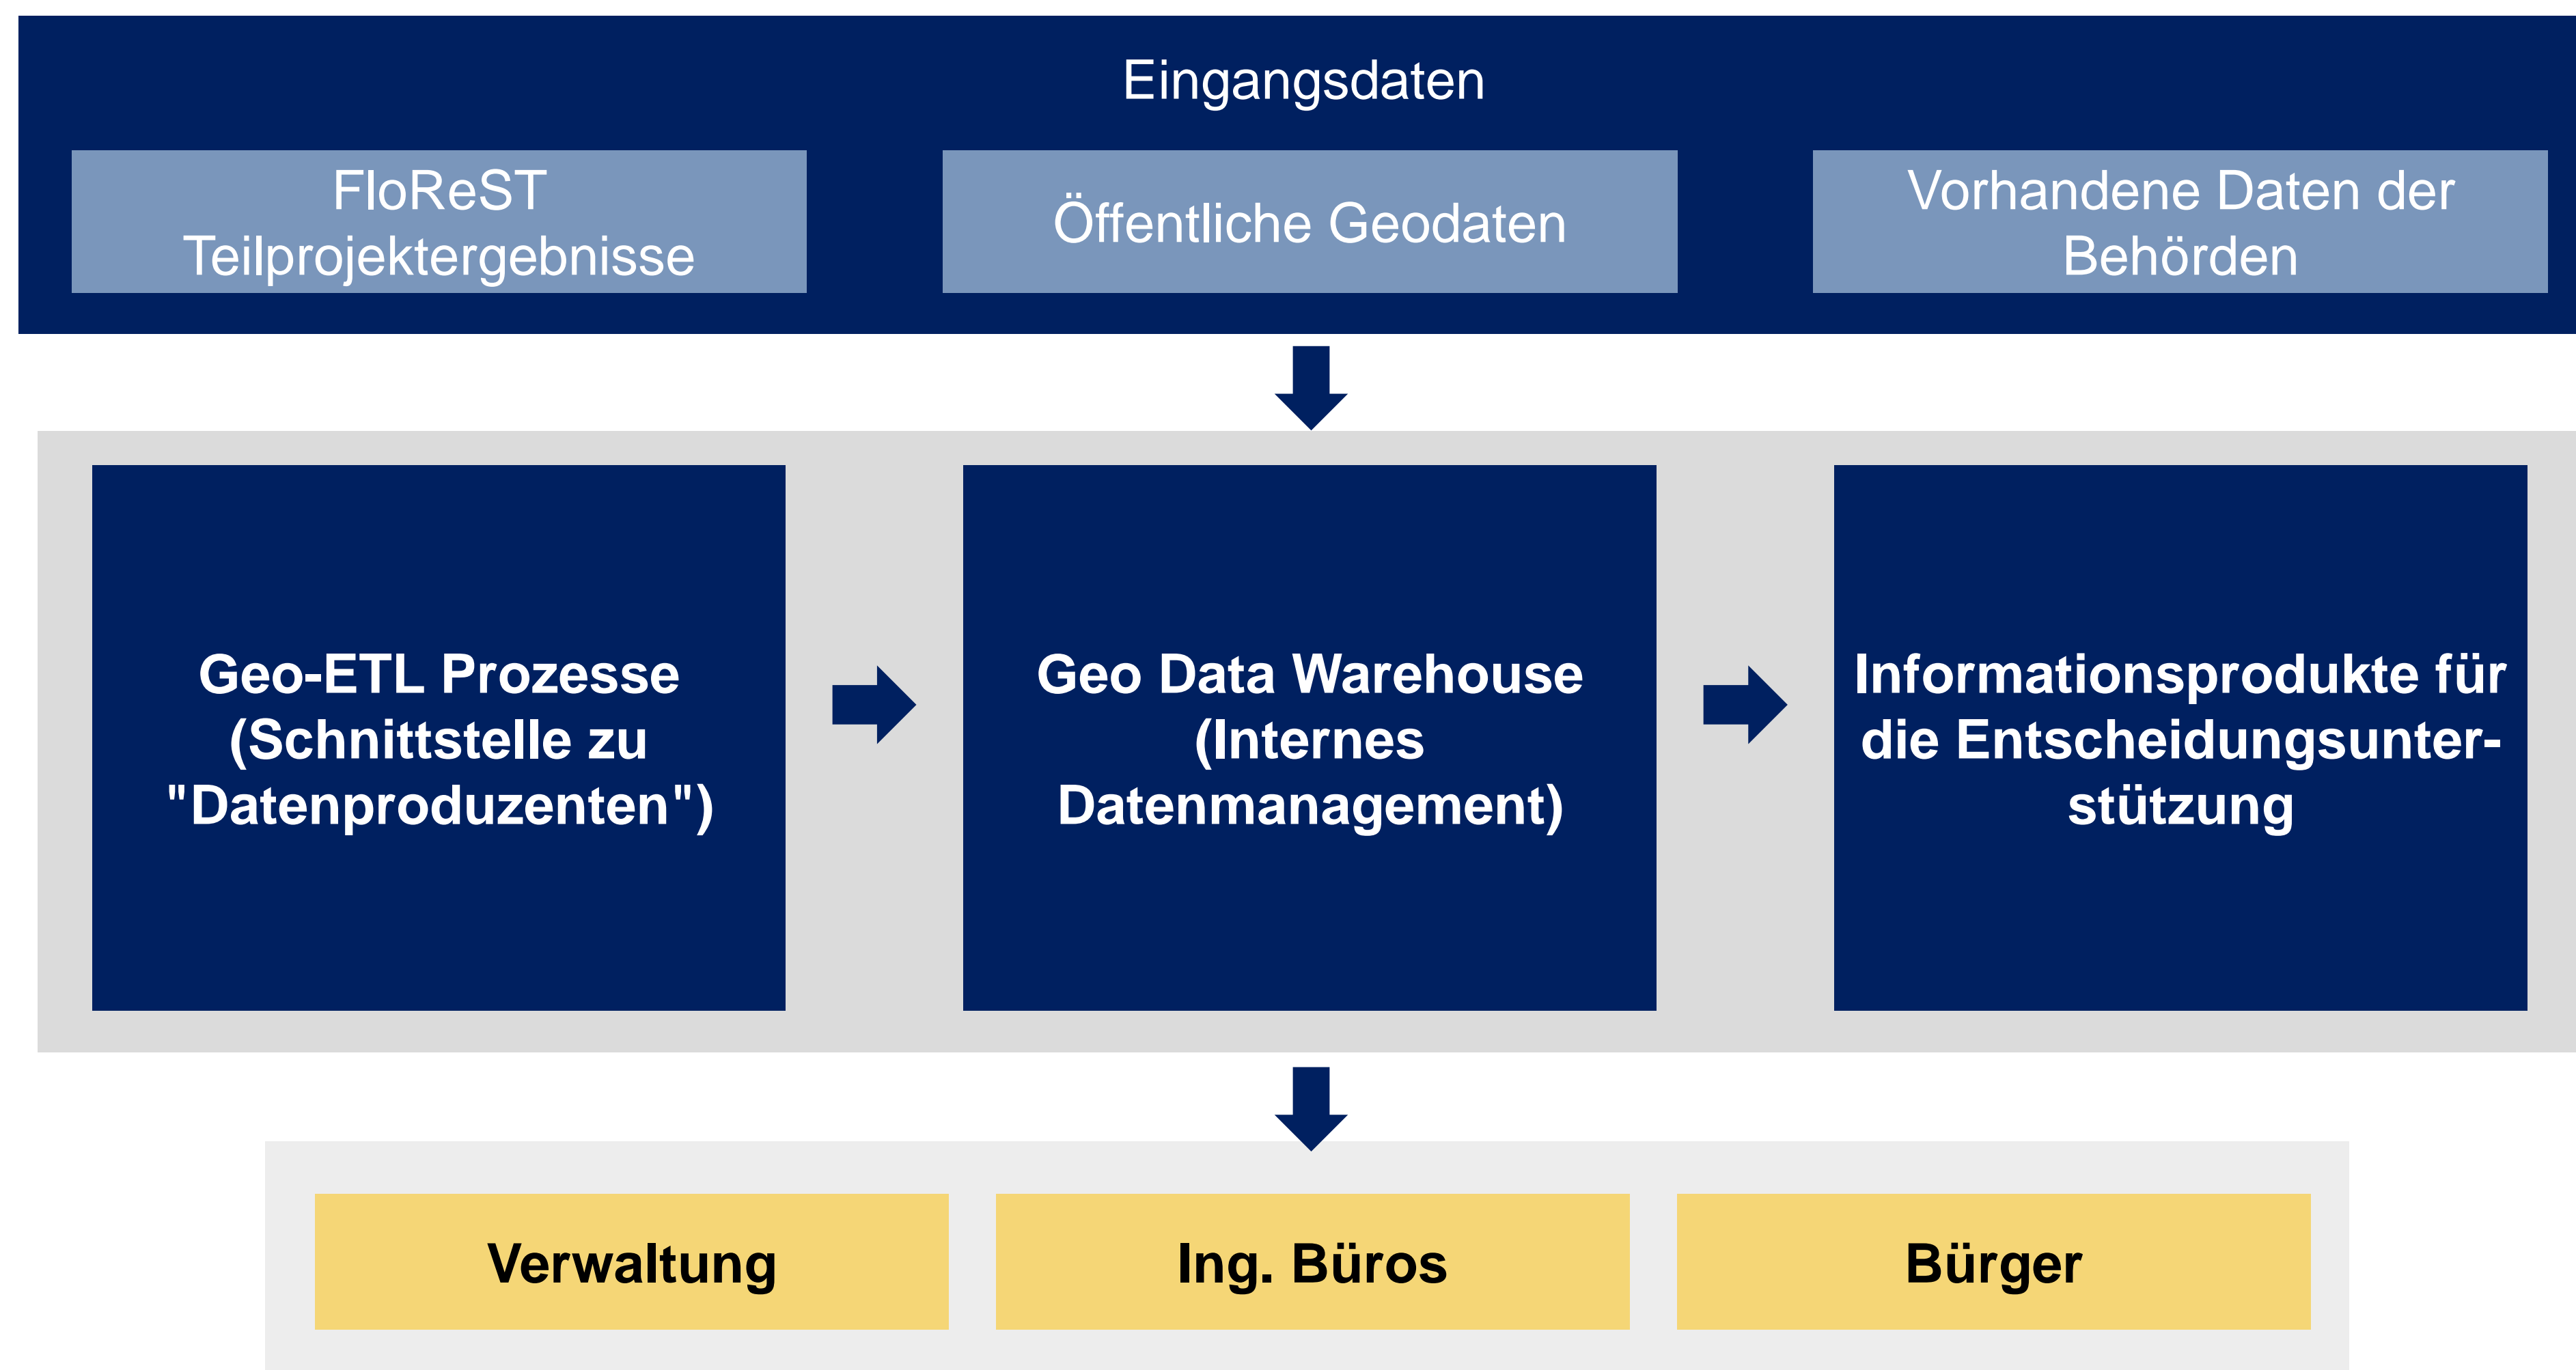 Eingangsdaten
FloReST
Teilprojektergebnisse
Öffentliche Geodaten
Vorhandene Daten der
Behörden
Geo-ETL Prozesse
(Schnittstelle zu
"Datenproduzenten")
Geo Data Warehouse
(Internes
Datenmanagement)
Informationsprodukte für
die Entscheidungsunter-
stützung
Verwaltung
Ing. Büros
Bürger